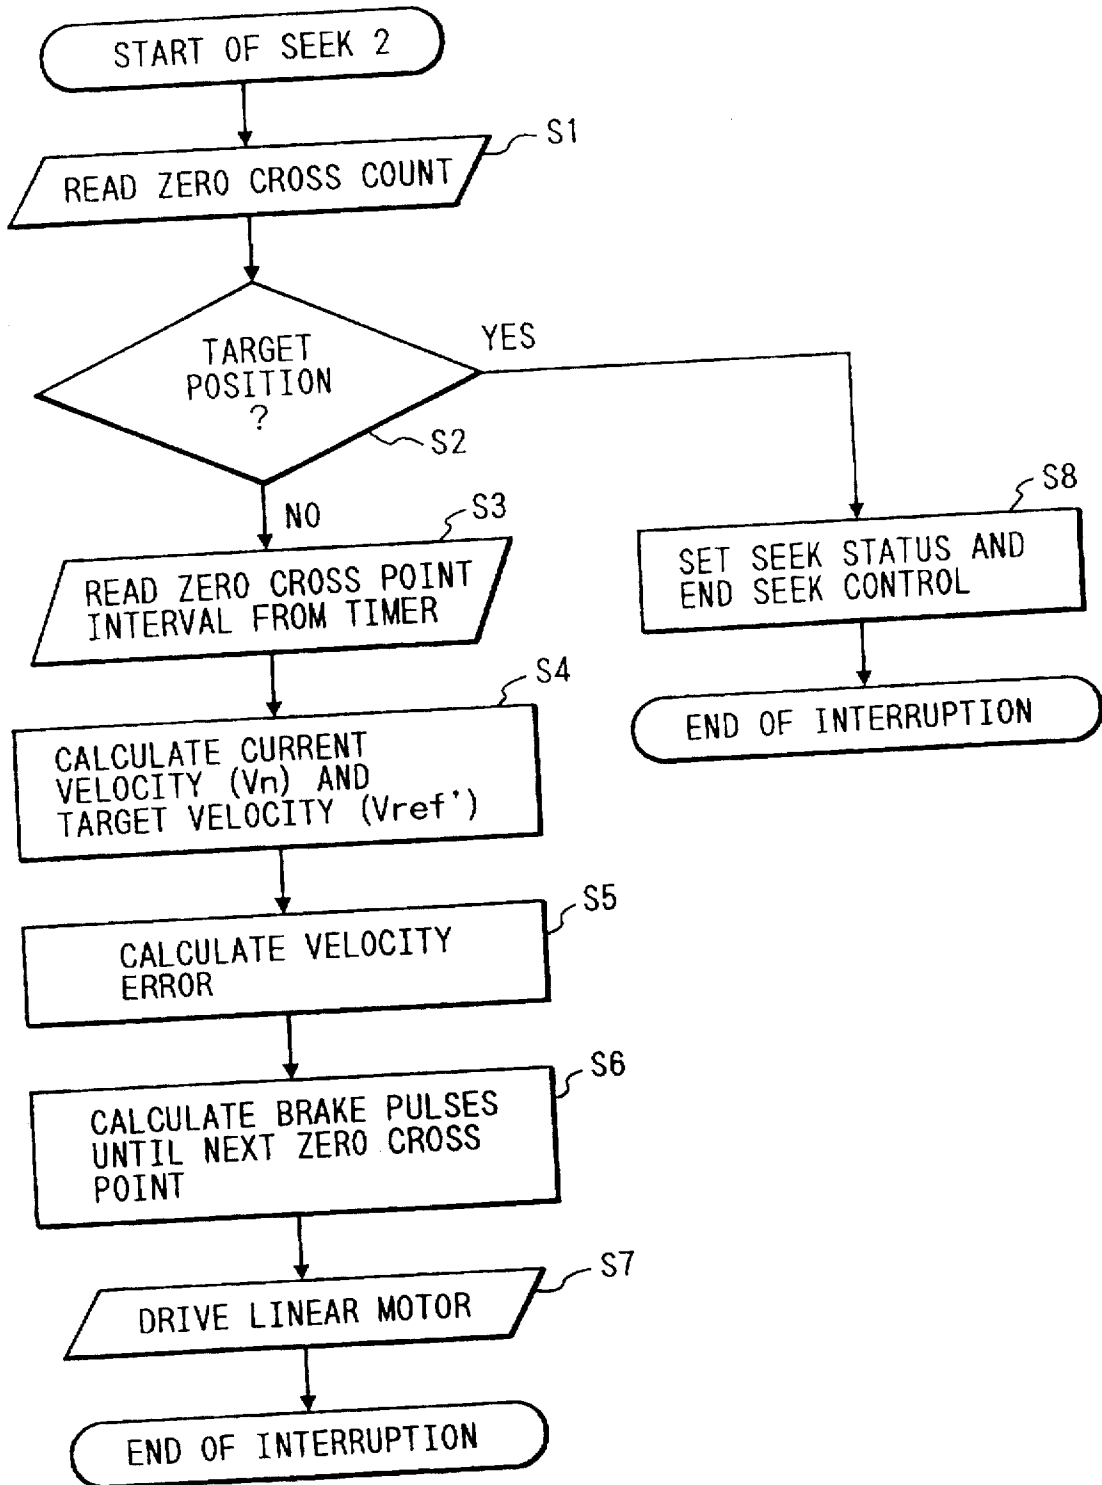 START OF SEEK 2
S1
READ ZERO CROSS COUNT
TARGET
POSITION
?
YES
S2
NO
S3
READ ZERO CROSS POINT
INTERVAL FROM TIMER
S8
SET SEEK STATUS AND
END SEEK CONTROL
END OF INTERRUPTION
S4
CALCULATE CURRENT
VELOCITY (Vn) AND
TARGET VELOCITY (Vref')
S5
CALCULATE VELOCITY
ERROR
S6
CALCULATE BRAKE PULSES
UNTIL NEXT ZERO CROSS
POINT
S7
DRIVE LINEAR MOTOR
END OF INTERRUPTION